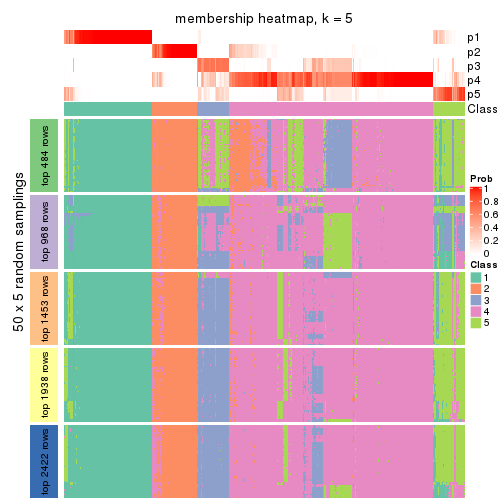 membership heatmap, k = 5
p1
p2
p3
p4
p5
Class
50 x 5 random samplings
top 484 rows
top 968 rows
top 1453 rows
top 1938 rows
top 2422 rows
Prob
1
0.8
0.6
0.4
0.2
0
Class
1
2
3
4
5